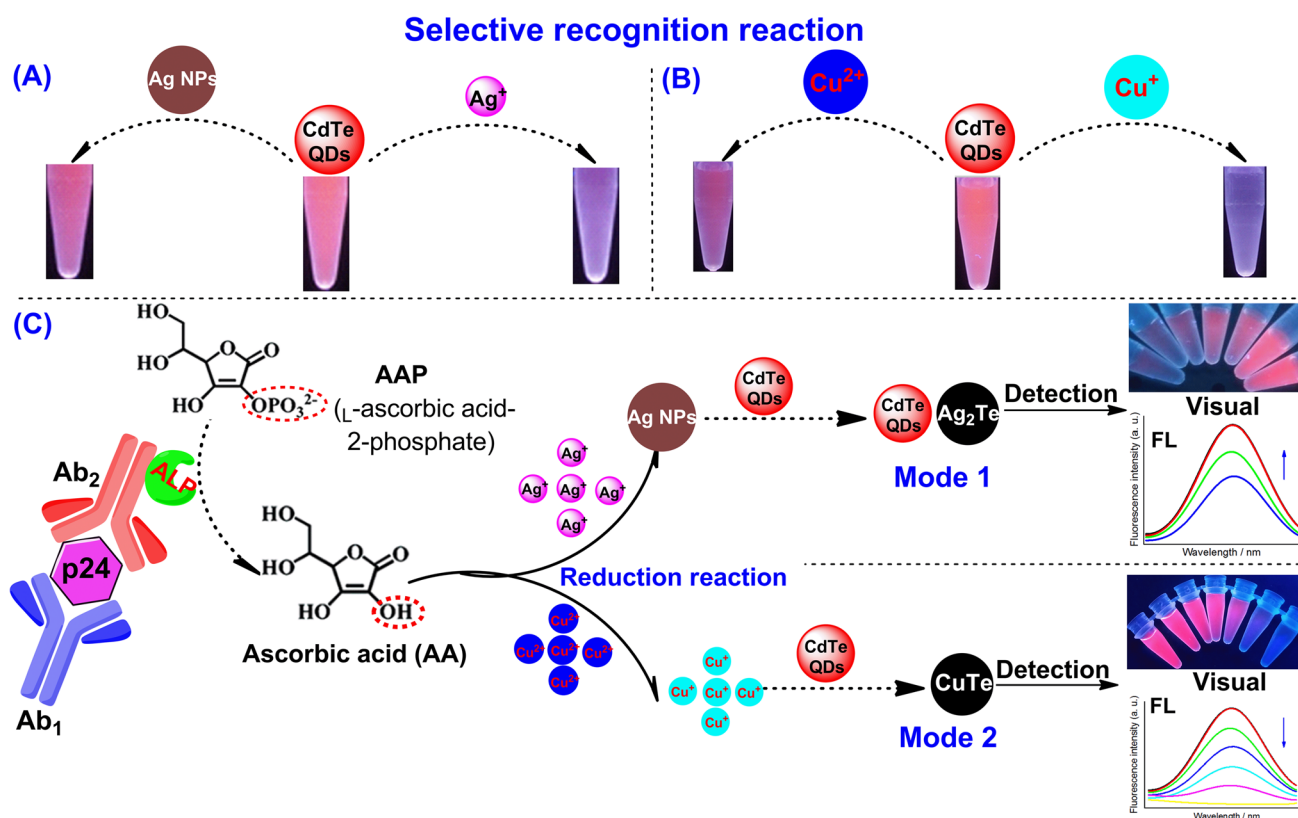 Selective recognition reaction
(A)
Ag NPs
CdTe
QDs
Ag⁺
(B)
Cu²⁺
CdTe
QDs
Cu⁺
(C)
HO
HO
O
O
HO
OPO₃²⁻
AAP
(L-ascorbic acid-
2-phosphate)
Ab₂
ALP
p24
Ab₁
HO
HO
O
O
HO
OH
Ascorbic acid (AA)
Ag⁺
Ag⁺
Ag⁺
Ag⁺
Ag⁺
Ag NPs
CdTe
QDs
CdTe
QDs
Ag₂Te
Mode 1
Detection
Visual
FL
Fluorescence intensity (a. u.)
Wavelength / nm
Reduction reaction
Cu²⁺
Cu²⁺
Cu²⁺
Cu²⁺
Cu²⁺
Cu⁺
Cu⁺
Cu⁺
Cu⁺
Cu⁺
CdTe
QDs
CuTe
Mode 2
Detection
Visual
FL
Fluorescence intensity (a. u.)
Wavelength / nm